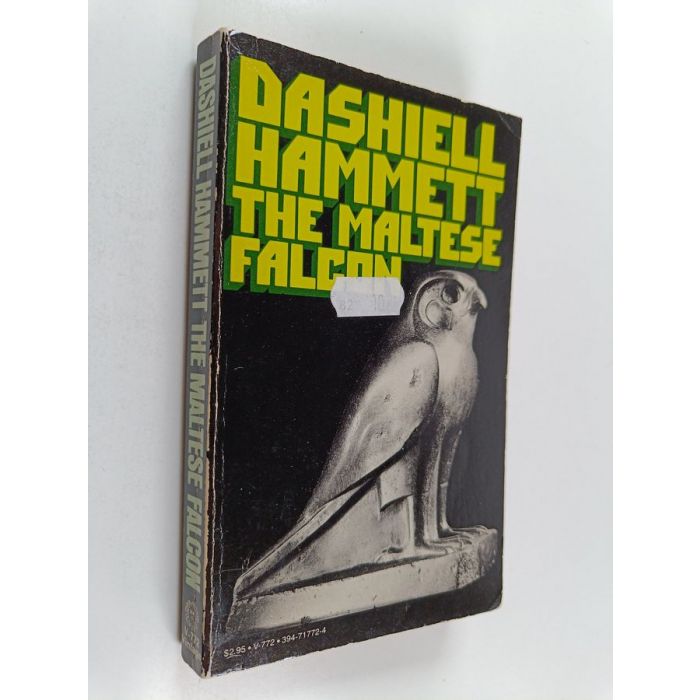 DASHIELL
HAMMETT
THE MALTESE
FALCON
$2.95 • V-772 • 394-71772-4
DASHIELL HAMMETT THE MALTESE FALCON